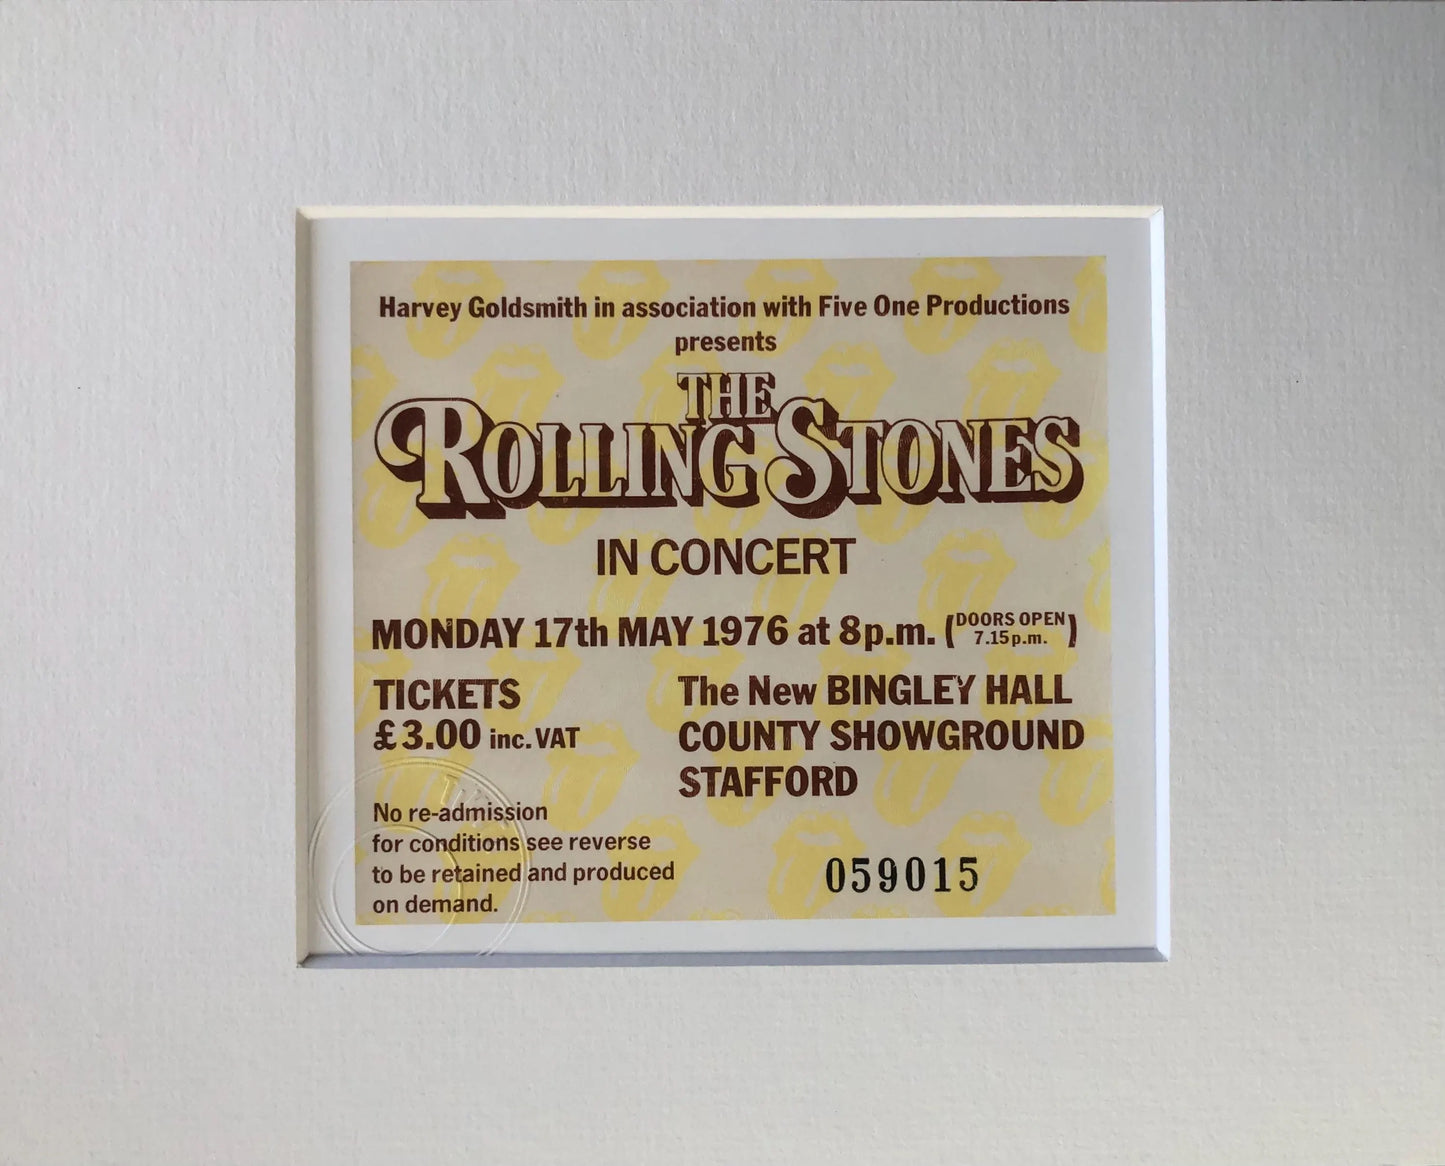 Harvey Goldsmith in association with Five One Productions
presents
THE
ROLLING STONES
IN CONCERT
MONDAY 17th MAY 1976 at 8p.m. (DOORS OPEN 7.15p.m.)
TICKETS
£3.00 inc. VAT
The New BINGLEY HALL
COUNTY SHOWGROUND
STAFFORD
No re-admission
for conditions see reverse
to be retained and produced
on demand.
059015